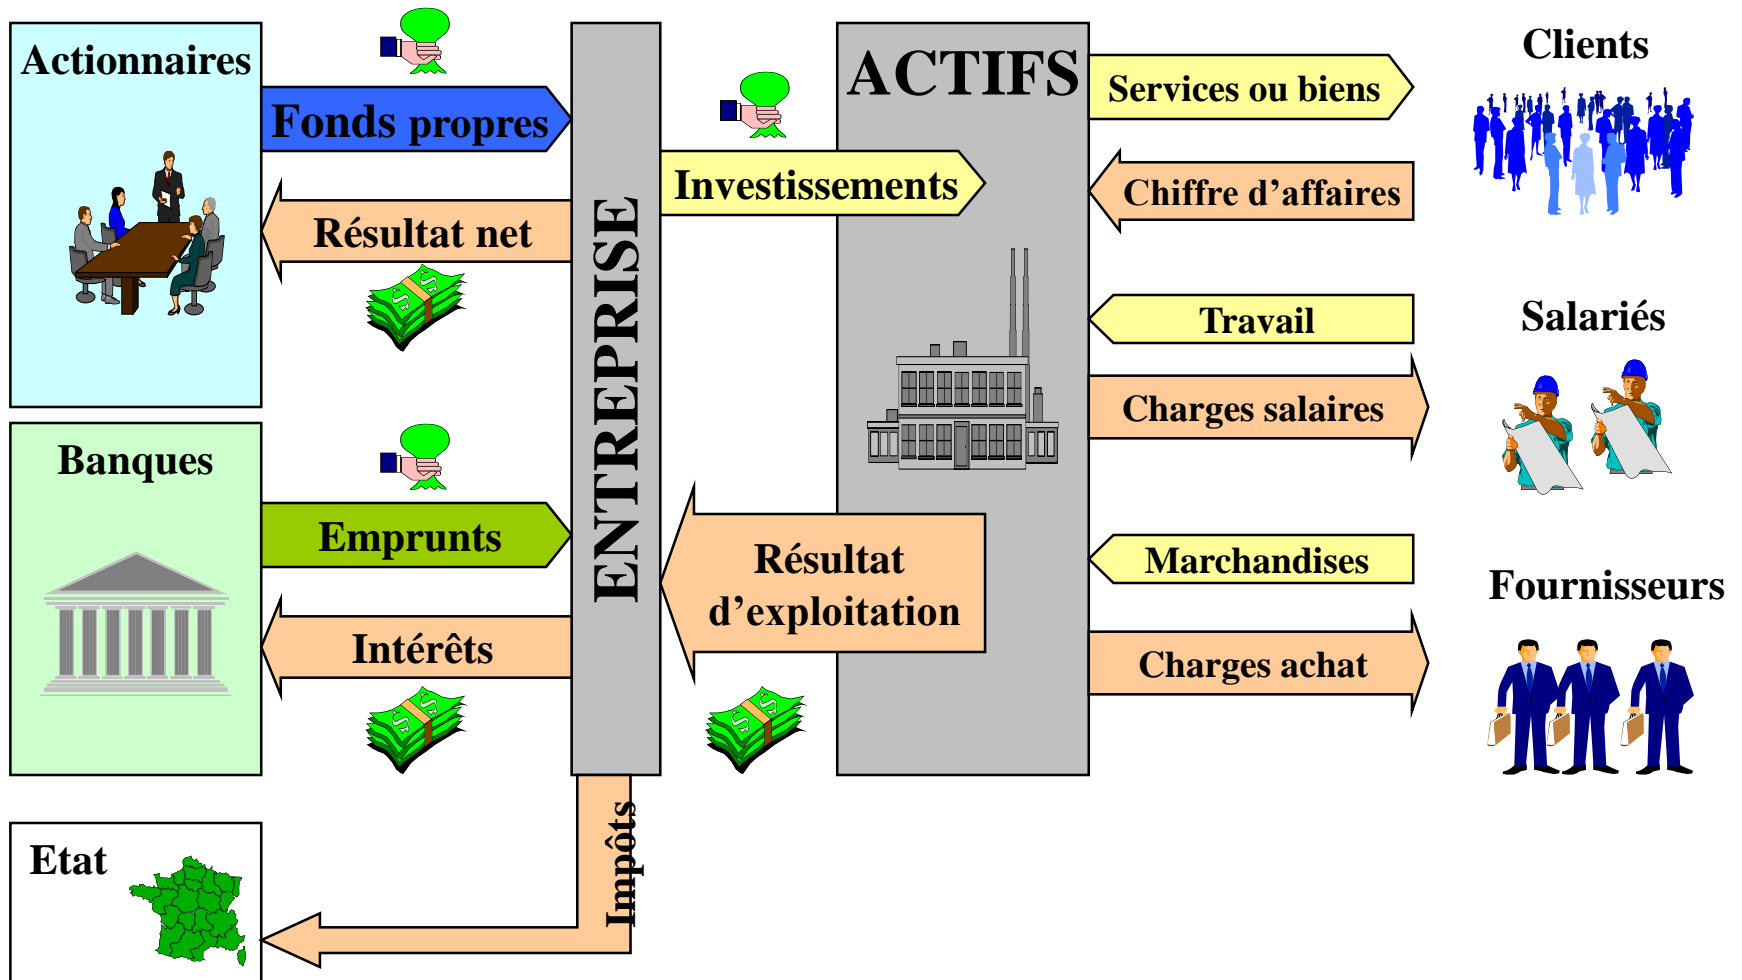 Actionnaires
Fonds propres
Résultat net
Banques
Emprunts
Intérêts
Etat
Impôts
ENTREPRISE
Investissements
Résultat
d’exploitation
ACTIFS
Services ou biens
Chiffre d’affaires
Clients
Travail
Charges salaires
Salariés
Marchandises
Charges achat
Fournisseurs